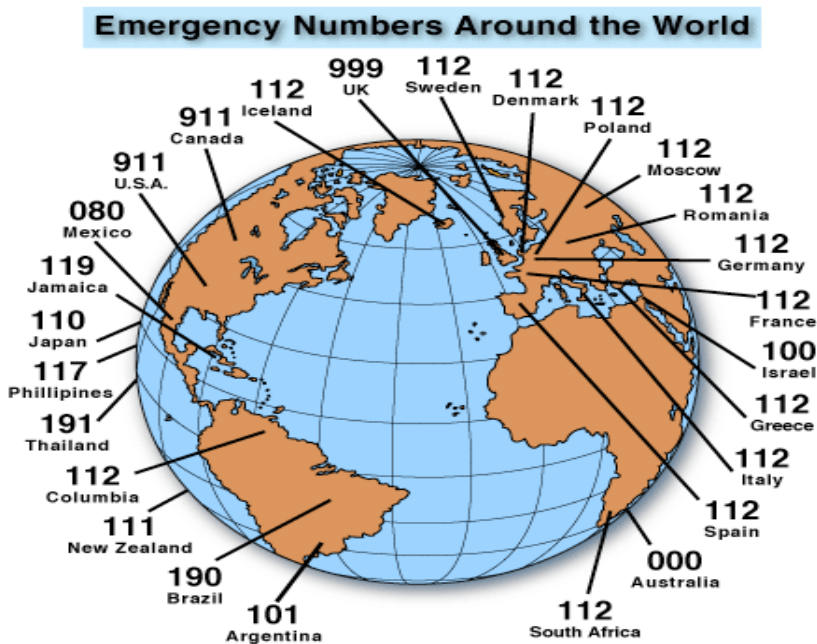 Emergency Numbers Around the World
999
UK
112
Sweden
112
Denmark
112
Iceland
112
Poland
911
Canada
112
Moscow
911
U.S.A.
112
Romania
080
Mexico
112
Germany
119
Jamaica
112
France
110
Japan
100
Israel
117
Phillipines
112
Greece
191
Thailand
112
Italy
112
Columbia
112
Spain
111
New Zealand
000
Australia
190
Brazil
112
South Africa
101
Argentina